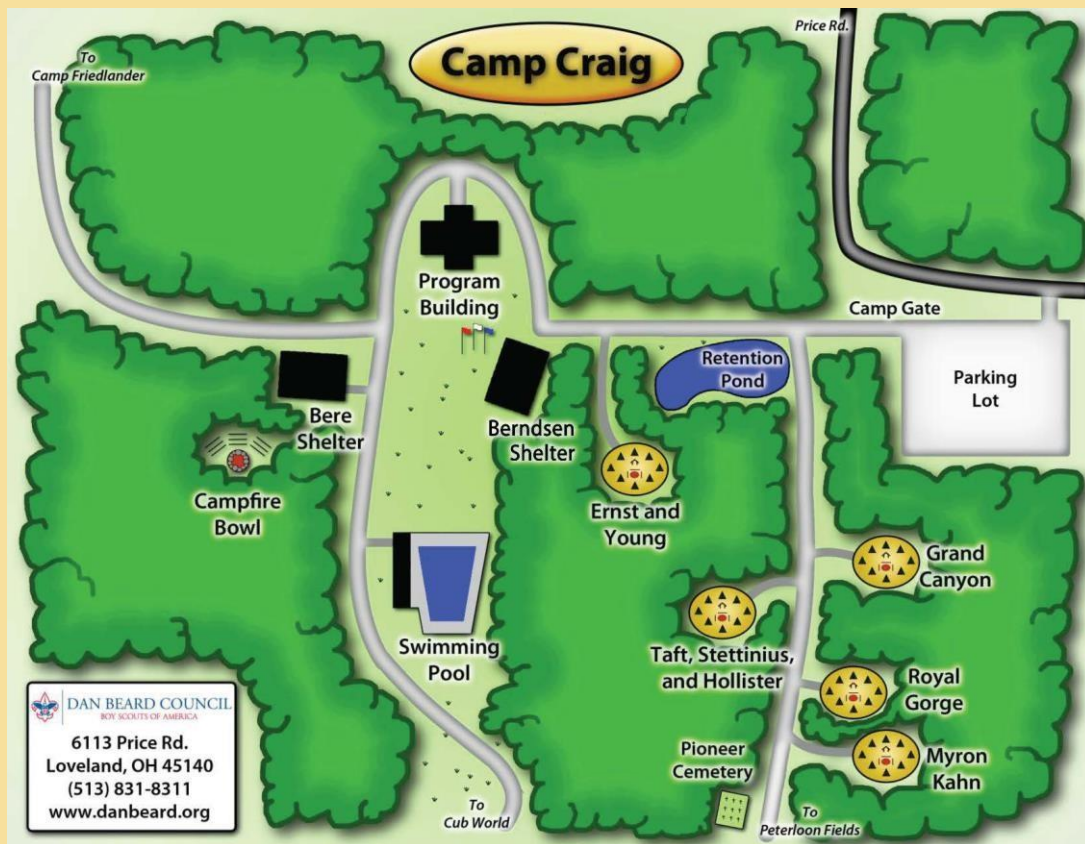 To
Camp Friedlander
Camp Craig
Price Rd.
Program
Building
Camp Gate
Retention
Pond
Parking
Lot
Bere
Shelter
Berndsen
Shelter
Campfire
Bowl
Ernst and
Young
Grand
Canyon
Swimming
Pool
Taft, Stettinius,
and Hollister
Royal
Gorge
Myron
Kahn
Pioneer
Cemetery
To
Cub World
To
Peterloon Fields
DAN BEARD COUNCIL
BOY SCOUTS OF AMERICA
6113 Price Rd.
Loveland, OH 45140
(513) 831-8311
www.danbeard.org